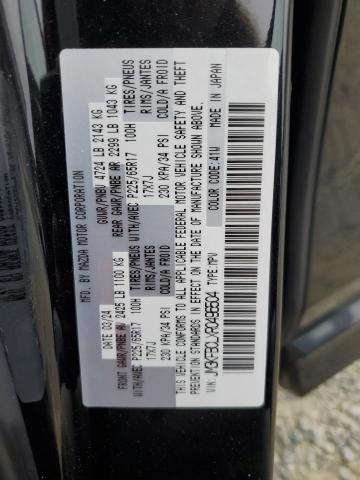 MFD. BY MAZDA MOTOR CORPORATION
DATE 03/24 GVWR/PNBV 4724 LB 2143 KG
FRONT GAWR/PNBE AV 2425 LB 1100 KG REAR GAWR/PNBE AR 2299 LB 1043 KG
WITH/AVEC P225/65R17 100H TIRES/PNEUS WITH/AVEC P225/65R17 100H TIRES/PNEUS
17X7J RIMS/JANTES 17X7J RIMS/JANTES
230 KPA/34 PSI COLD/A FROID 230 KPA/34 PSI COLD/A FROID
THIS VEHICLE CONFORMS TO ALL APPLICABLE FEDERAL MOTOR VEHICLE SAFETY AND THEFT
PREVENTION STANDARDS IN EFFECT ON THE DATE OF MANUFACTURE SHOWN ABOVE.
TYPE:MPV COLOR CODE:41W MADE IN JAPAN
VIN: